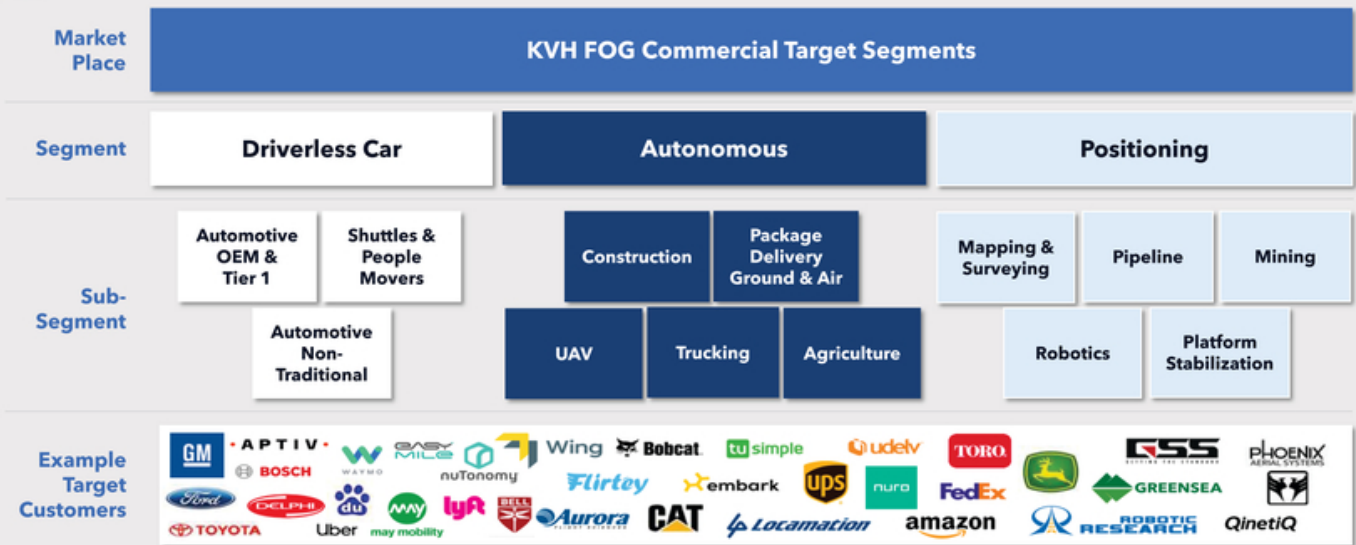 Market
Place
KVH FOG Commercial Target Segments
Segment
Driverless Car
Autonomous
Positioning
Sub-
Segment
Automotive
OEM &
Tier 1
Shuttles &
People
Movers
Automotive
Non-
Traditional
Construction
Package
Delivery
Ground & Air
UAV
Trucking
Agriculture
Mapping &
Surveying
Pipeline
Mining
Robotics
Platform
Stabilization
Example
Target
Customers
GM
• APTIV •
BOSCH
WAYMO
EASY
MILE
nuTonomy
Wing
Bobcat
tu simple
udelv
TORO
GSS
PHOENIX
AERIAL SYSTEMS
Ford
DELPHI
du
may
may mobility
lyft
BELL
Flirtey
embark
ups
nuro
FedEx
GREENSEA
TOYOTA
Uber
Aurora
CAT
Locamation
amazon
ROBOTIC
RESEARCH
QinetiQ